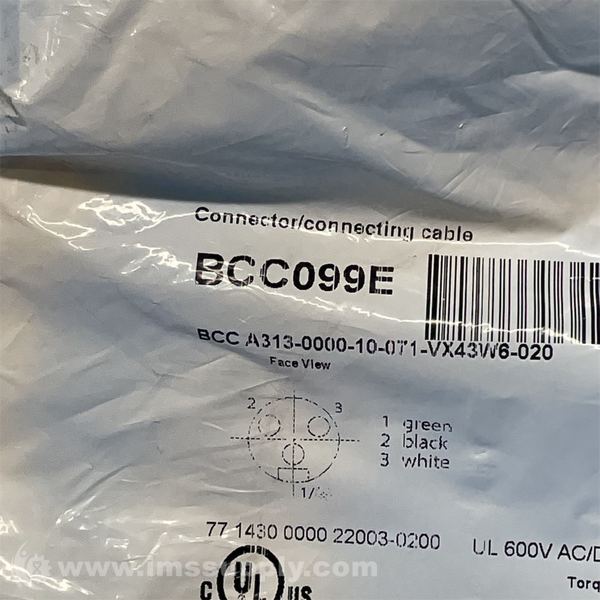 Connector/connecting cable
BCC099E
BCC A313-0000-10-071-VX43W6-020
Face View
2 3
1 green
2 black
3 white
77 1430 0000 22003-0200 UL 600V AC/D
www.imssupply.com
C UL US
Torq